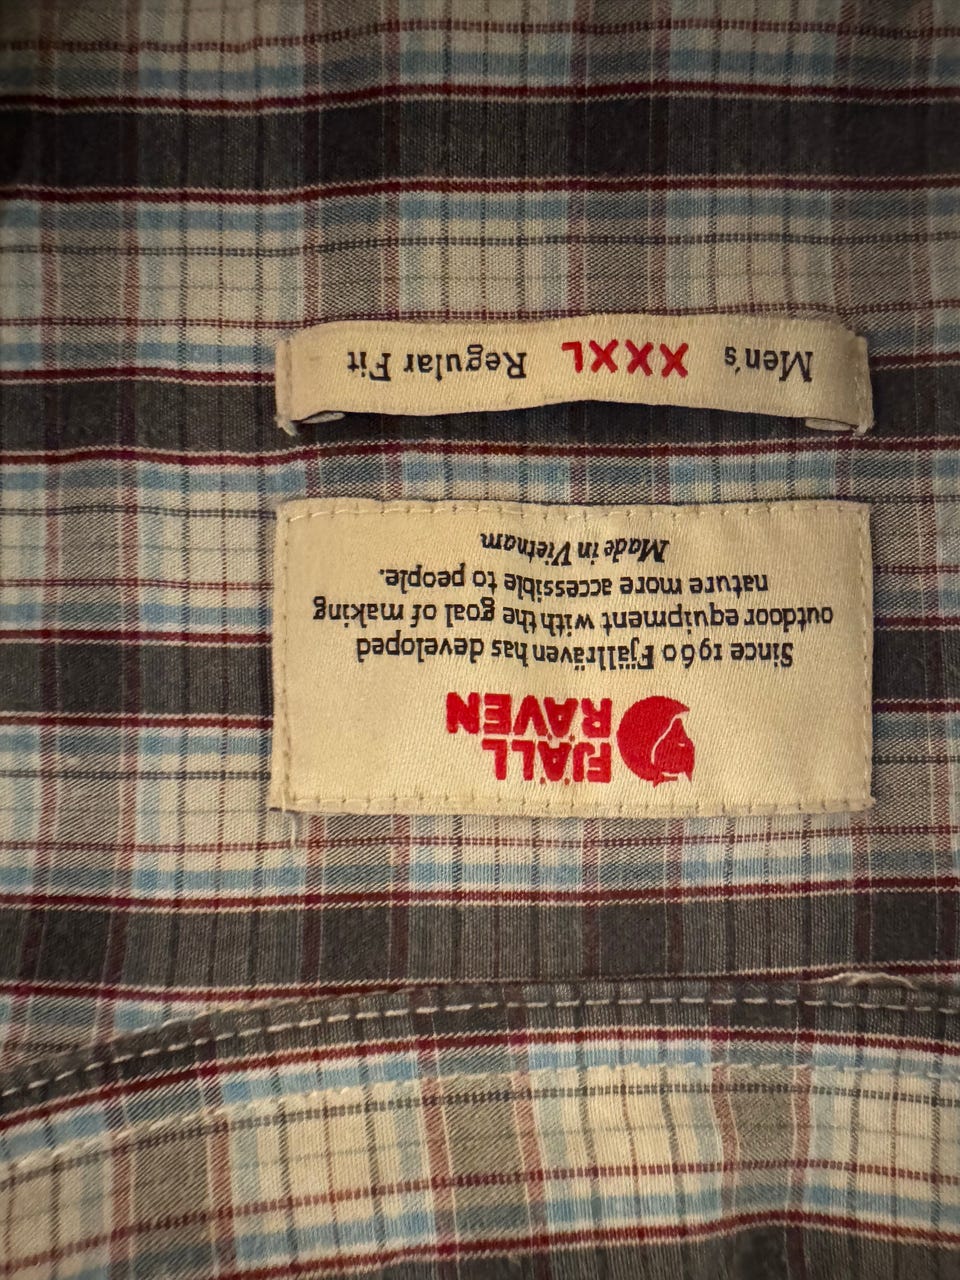 FJÄLL
RÄVEN
Since 1960 Fjällräven has developed
outdoor equipment with the goal of making
nature more accessible to people.
Made in Vietnam
Men's XXXL Regular Fit